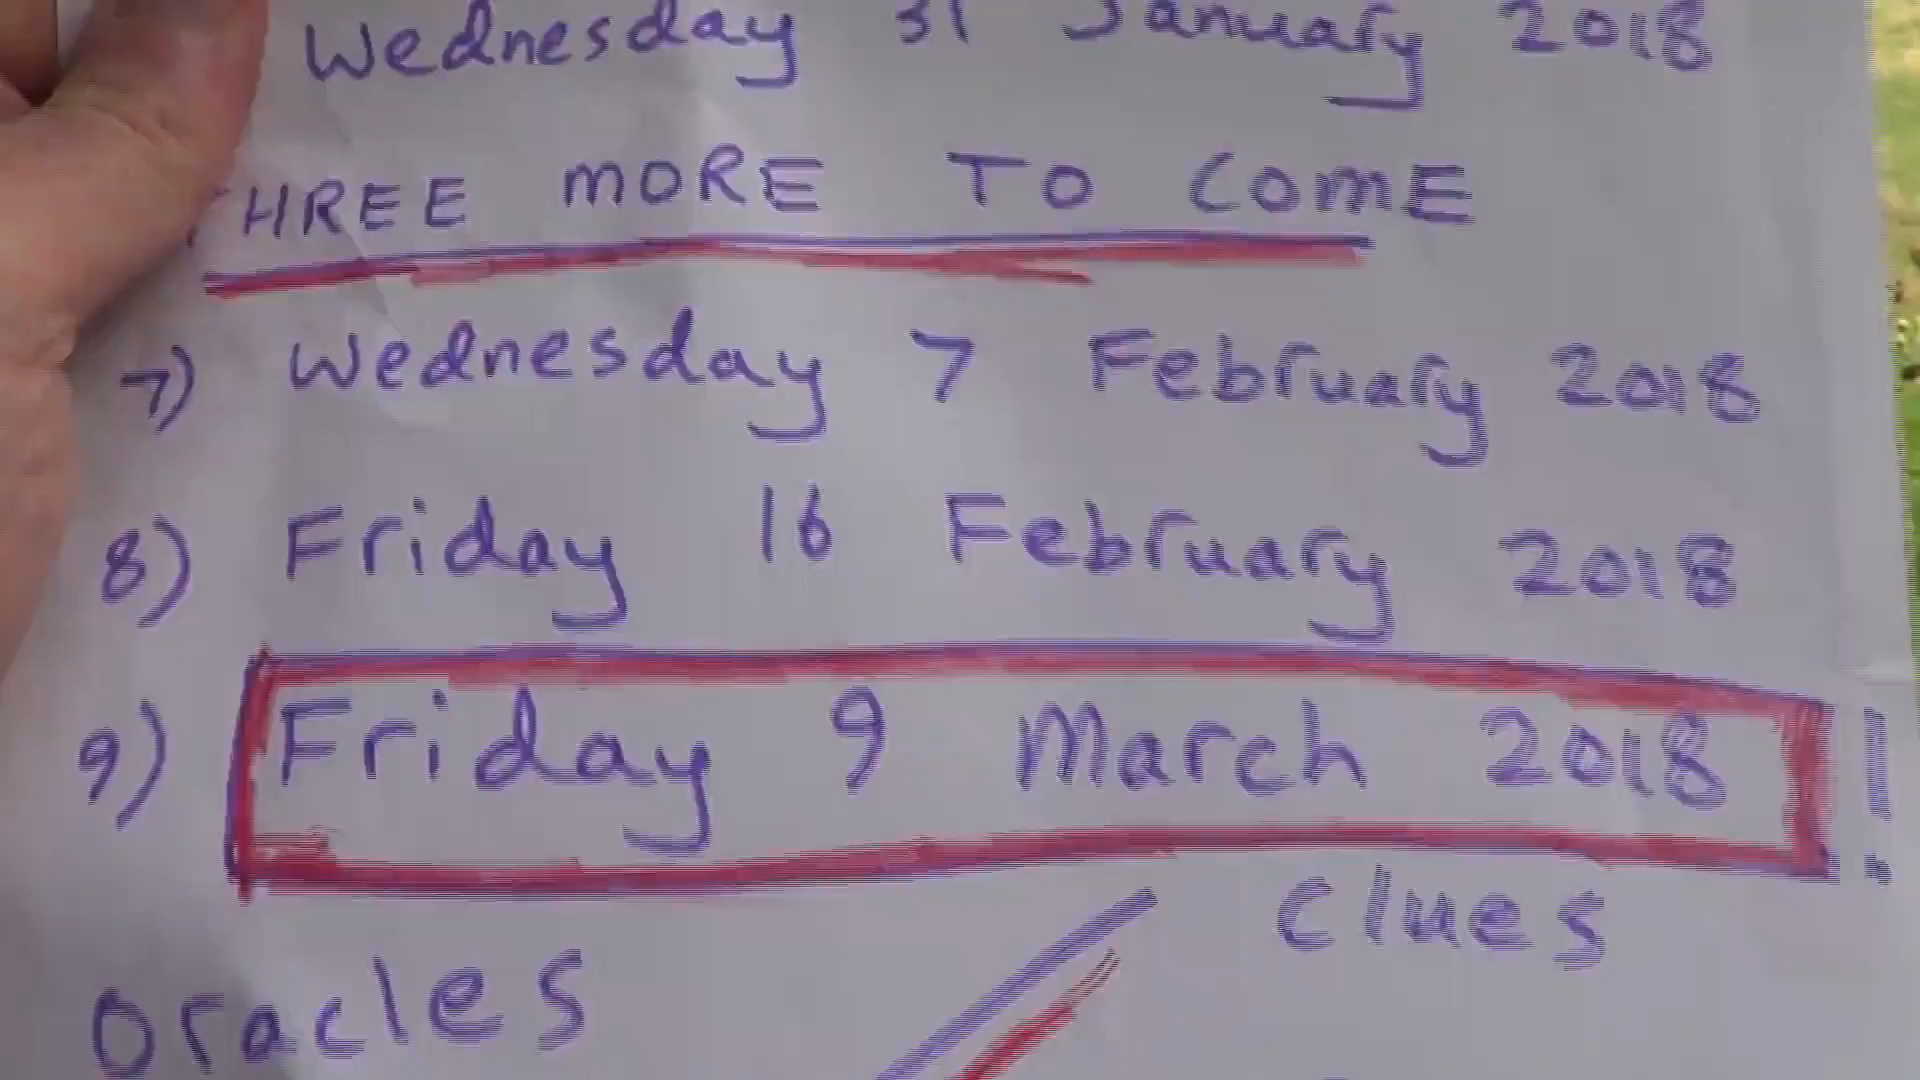 Wednesday 31 January 2018
THREE MORE TO COME
7) Wednesday 7 February 2018
8) Friday 16 February 2018
9) Friday 9 March 2018 !
Clues
Oracles